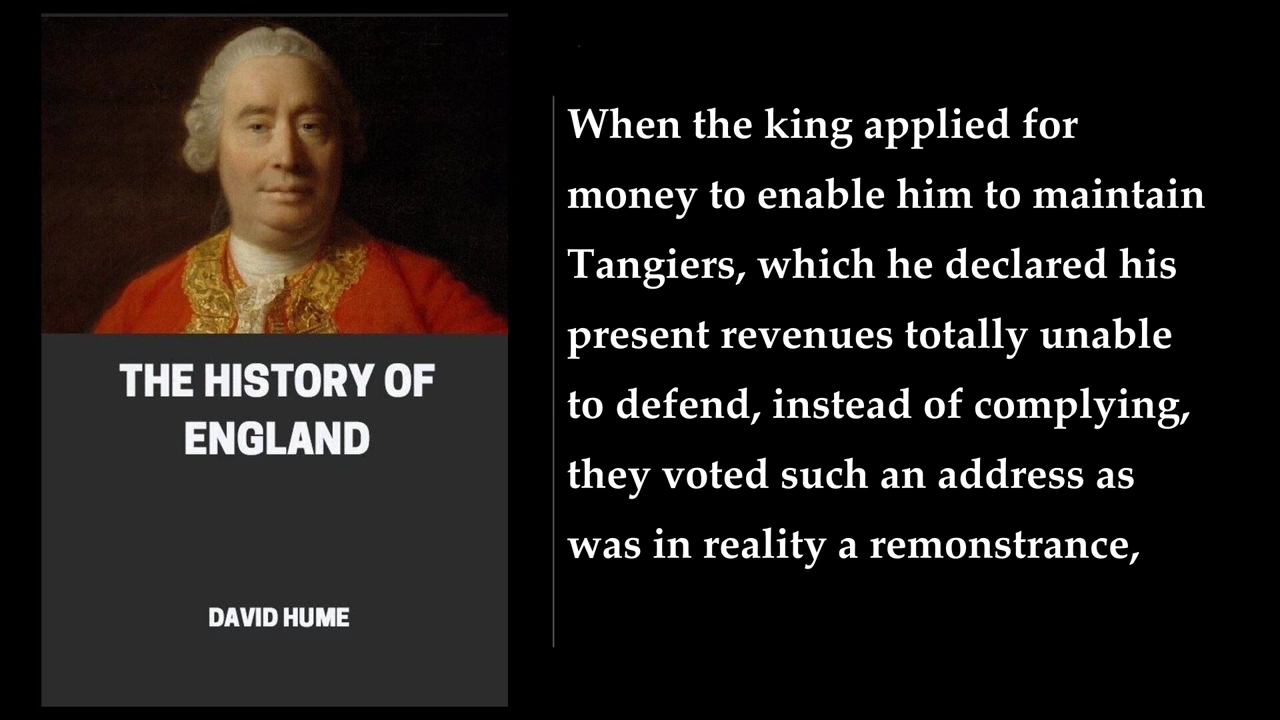 THE HISTORY OF
ENGLAND
DAVID HUME
When the king applied for
money to enable him to maintain
Tangiers, which he declared his
present revenues totally unable
to defend, instead of complying,
they voted such an address as
was in reality a remonstrance,